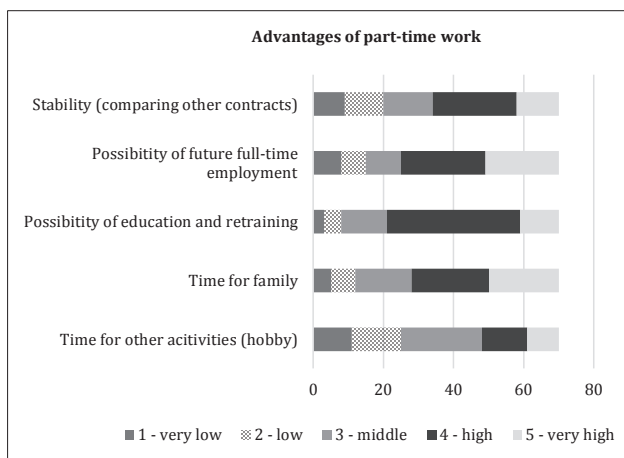 Advantages of part-time work
Stability (comparing other contracts)
Possibitity of future full-time
employment
Possibitity of education and retraining
Time for family
Time for other acitivities (hobby)
0 20 40 60 80
1 - very low 2 - low 3 - middle 4 - high 5 - very high